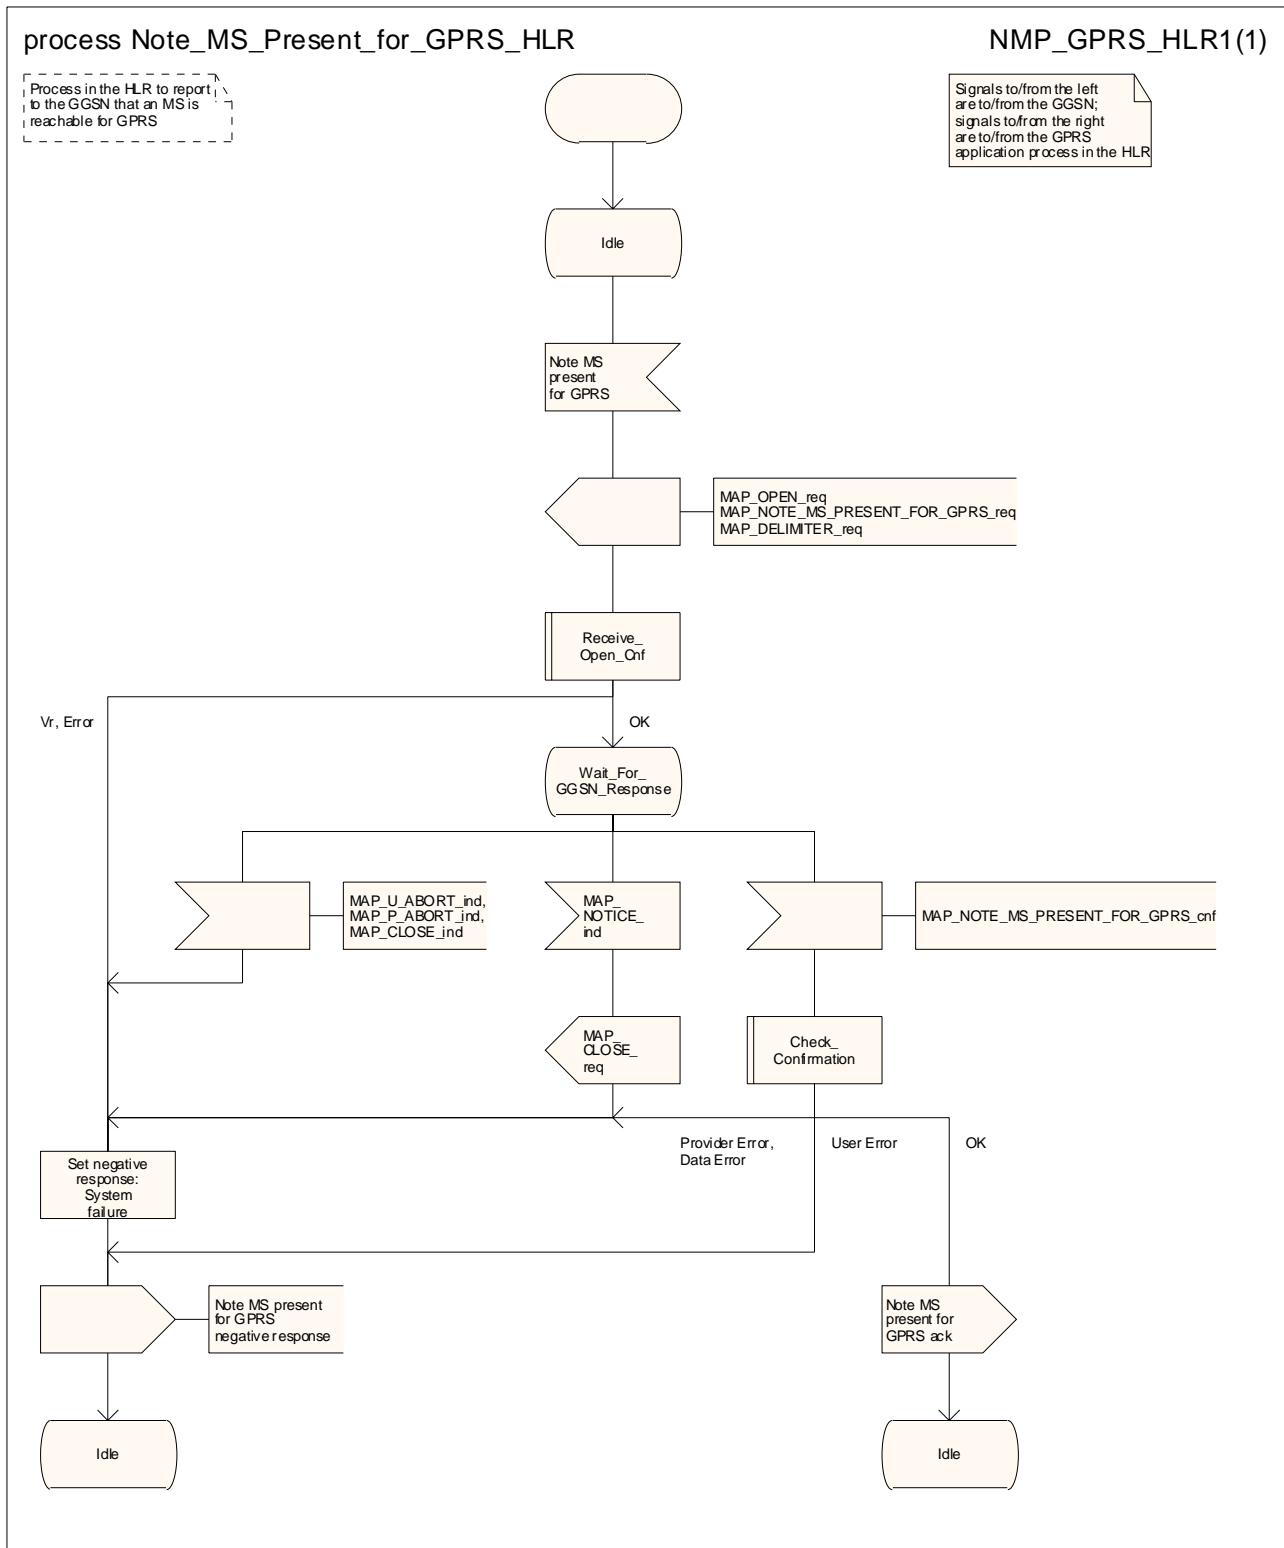 process Note_MS_Present_for_GPRS_HLR
NMP_GPRS_HLR1(1)
Process in the HLR to report
to the GGSN that an MS is
reachable for GPRS
Signals to/from the left
are to/from the GGSN;
signals to/from the right
are to/from the GPRS
application process in the HLR
Idle
Note MS
present
for GPRS
MAP_OPEN_req
MAP_NOTE_MS_PRESENT_FOR_GPRS_req
MAP_DELIMITER_req
Receive_
Open_Cnf
Vr, Error
OK
Wait_For_
GGSN_Response
MAP_U_ABORT_ind,
MAP_P_ABORT_ind,
MAP_CLOSE_ind
MAP_
NOTICE_
ind
MAP_NOTE_MS_PRESENT_FOR_GPRS_cnf
MAP_
CLOSE_
req
Check_
Confirmation
Provider Error,
Data Error
User Error
OK
Set negative
response:
System
failure
Note MS present
for GPRS
negative response
Note MS
present for
GPRS ack
Idle
Idle